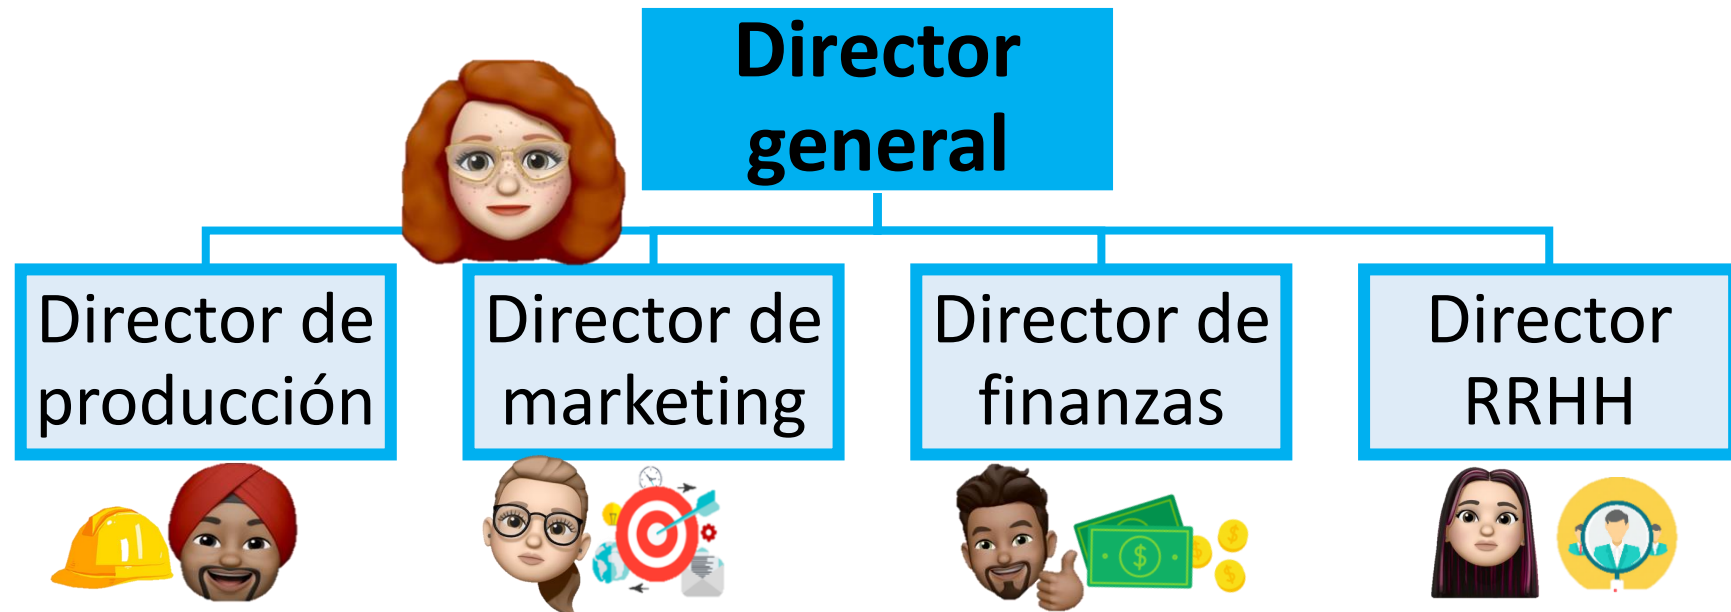 Director
general
Director de
producción
Director de
marketing
Director de
finanzas
Director
RRHH